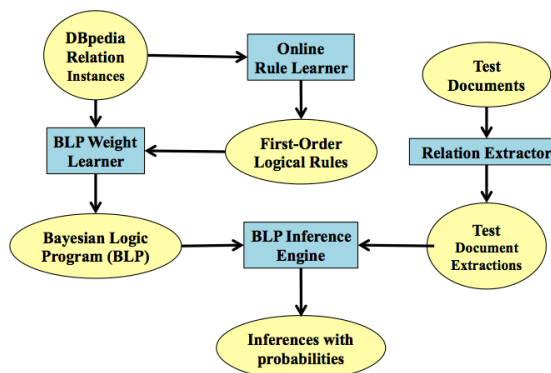 DBpedia
Relation
Instances
Online
Rule Learner
Test
Documents
BLP Weight
Learner
First-Order
Logical Rules
Relation Extractor
Bayesian Logic
Program (BLP)
BLP Inference
Engine
Test
Document
Extractions
Inferences with
probabilities